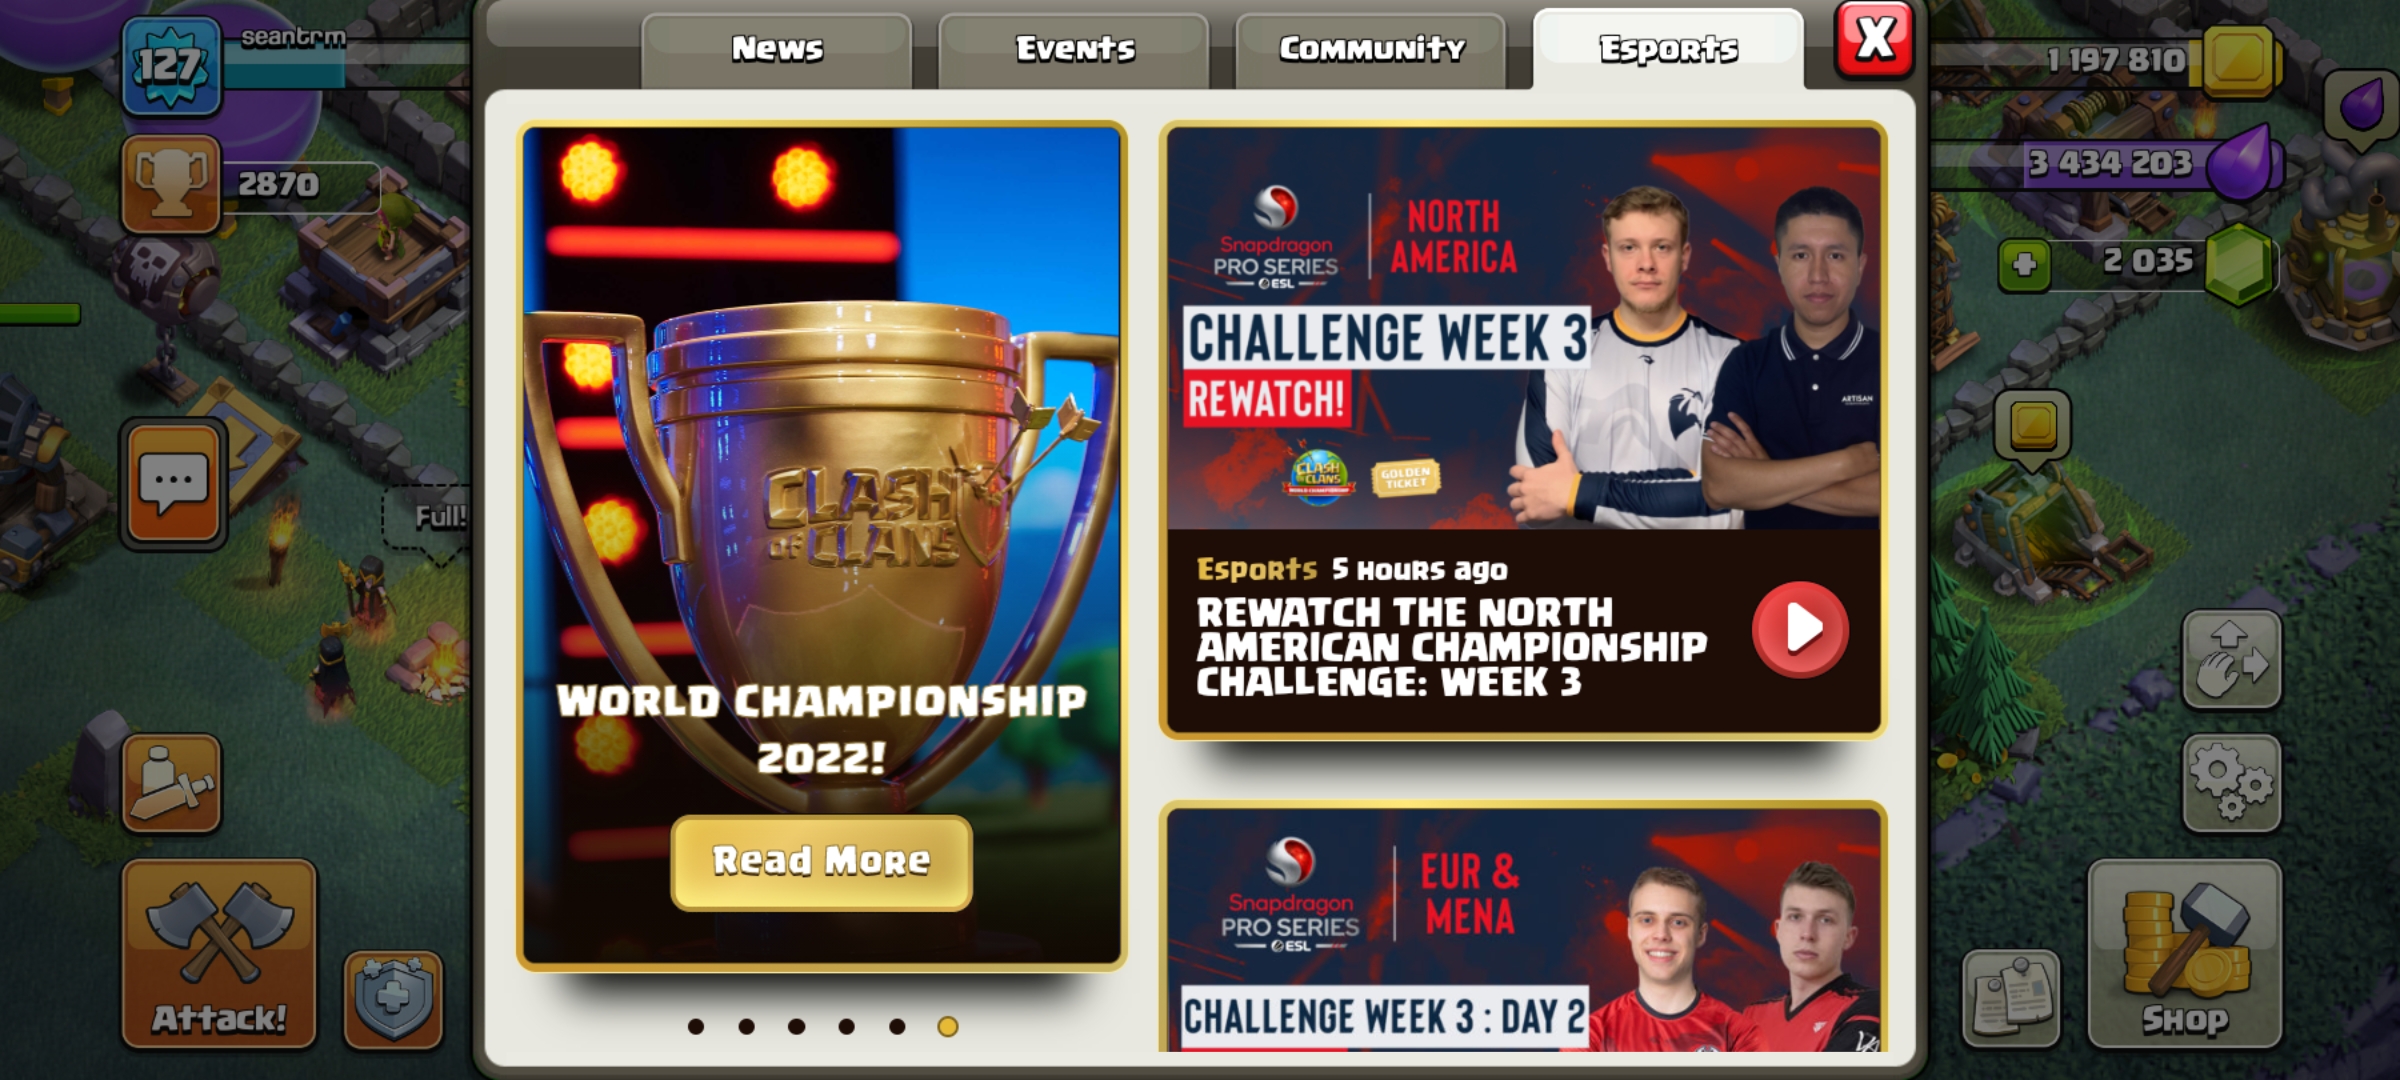 127
seantrm
2870
Full!
Attack!
News
Events
Community
Esports
X
CLASH
OF CLANS
WORLD CHAMPIONSHIP
2022!
Read More
Snapdragon
PRO SERIES
ESL
NORTH
AMERICA
CHALLENGE WEEK 3
REWATCH!
CLASH
OF CLANS
WORLD CHAMPIONSHIP
GOLDEN
TICKET
ARTISAN
Esports 5 hours ago
REWATCH THE NORTH
AMERICAN CHAMPIONSHIP
CHALLENGE: WEEK 3
Snapdragon
PRO SERIES
ESL
EUR &
MENA
CHALLENGE WEEK 3 : DAY 2
1 197 810
3 434 203
2 035
Shop